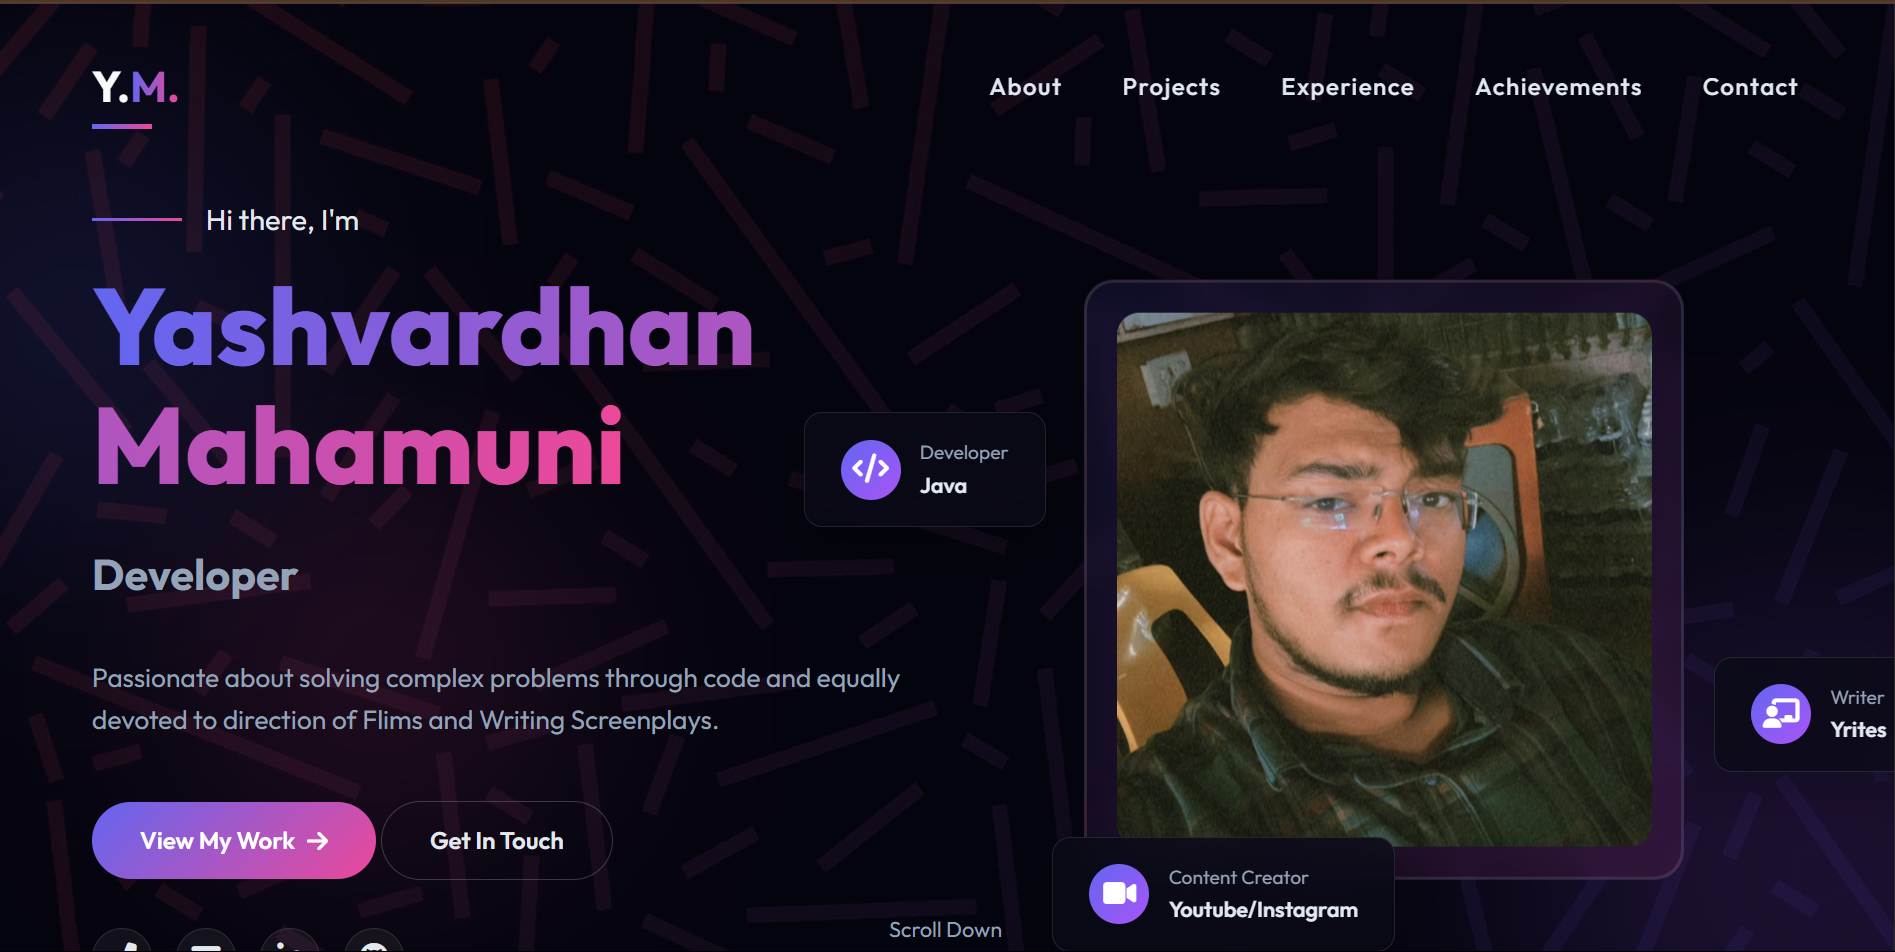 Y.M.
About Projects Experience Achievements Contact
Hi there, I'm
Yashvardhan
Mahamuni
Developer
Passionate about solving complex problems through code and equally
devoted to direction of Flims and Writing Screenplays.
View My Work
Get In Touch
Developer
Java
Writer
Yrites
Content Creator
Youtube/Instagram
Scroll Down